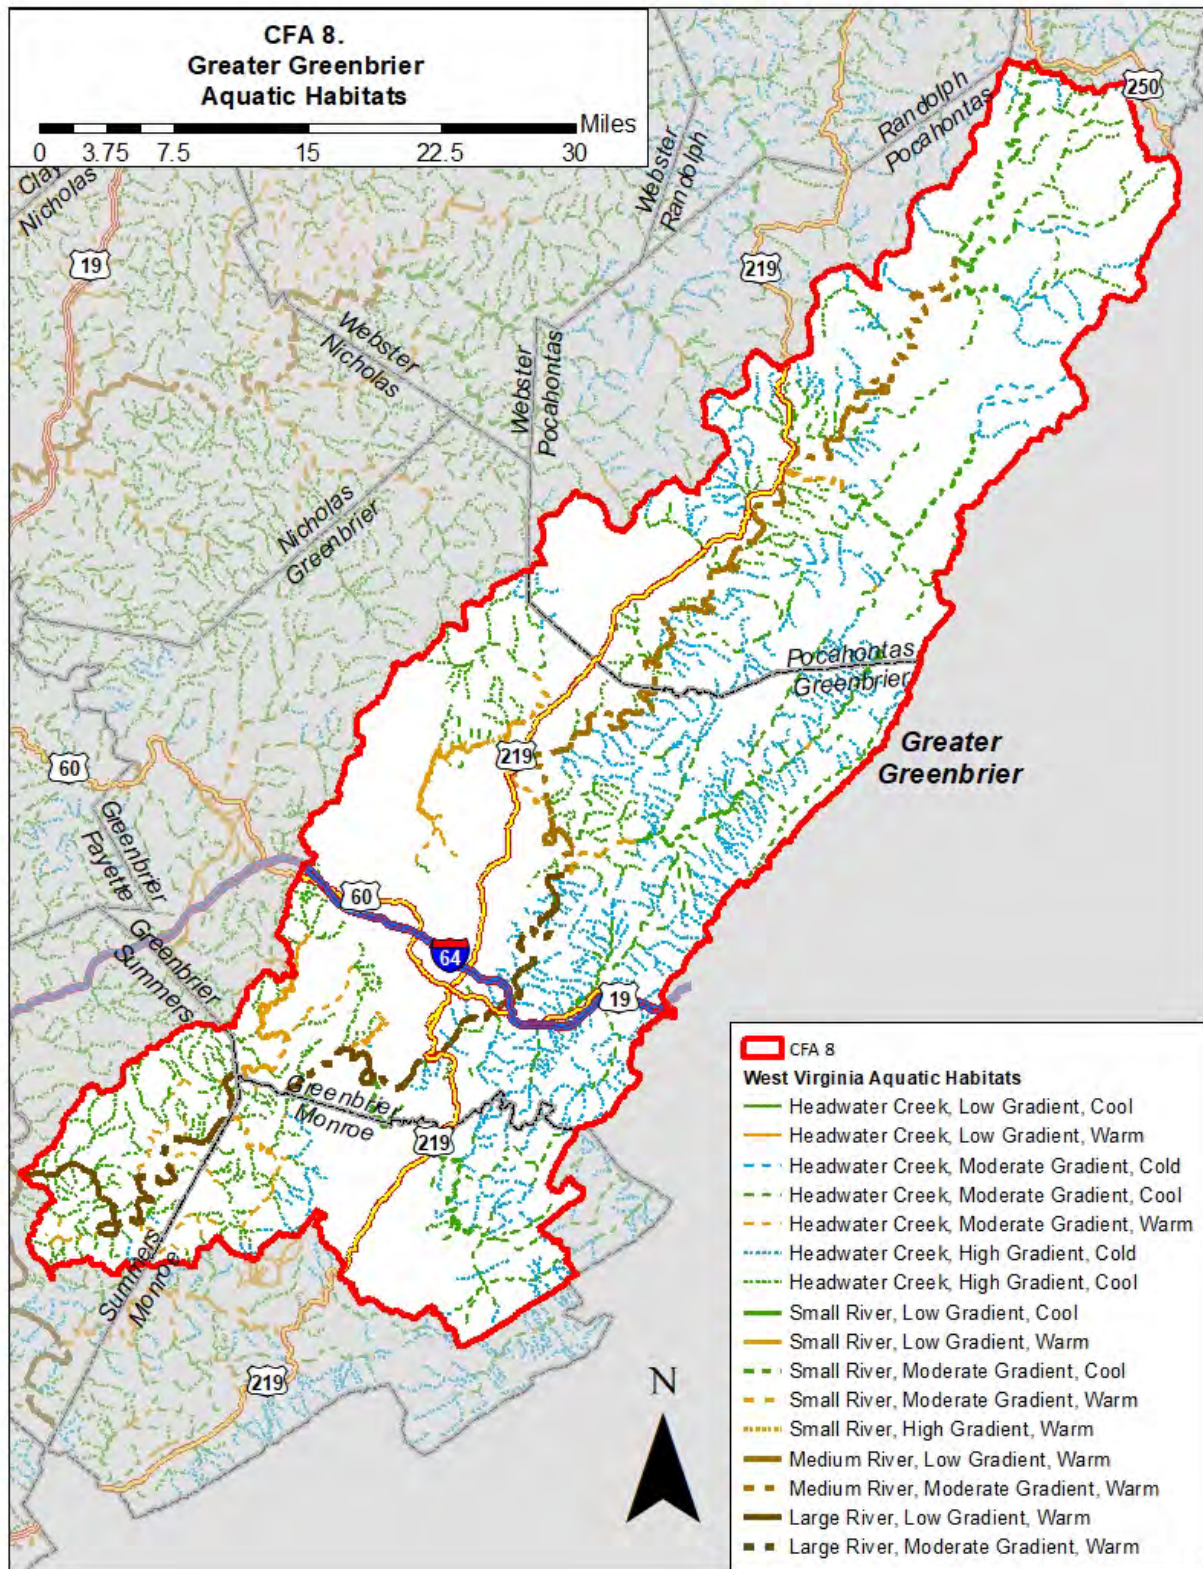 CFA 8.
Greater Greenbrier
Aquatic Habitats
Miles
0 3.75 7.5 15 22.5 30
250
Randolph
Pocahontas
Webster
Randolph
Clay
Nicholas
19
219
Webster
Nicholas
Webster
Pocahontas
Nicholas
Greenbrier
Pocahontas
Greenbrier
Greater
Greenbrier
219
60
Greenbrier
Fayette
60
Greenbrier
Summers
64
19
Greenbrier
Monroe
219
Summers
Monroe
219
N
CFA 8
West Virginia Aquatic Habitats
Headwater Creek, Low Gradient, Cool
Headwater Creek, Low Gradient, Warm
Headwater Creek, Moderate Gradient, Cold
Headwater Creek, Moderate Gradient, Cool
Headwater Creek, Moderate Gradient, Warm
Headwater Creek, High Gradient, Cold
Headwater Creek, High Gradient, Cool
Small River, Low Gradient, Cool
Small River, Low Gradient, Warm
Small River, Moderate Gradient, Cool
Small River, Moderate Gradient, Warm
Small River, High Gradient, Warm
Medium River, Low Gradient, Warm
Medium River, Moderate Gradient, Warm
Large River, Low Gradient, Warm
Large River, Moderate Gradient, Warm